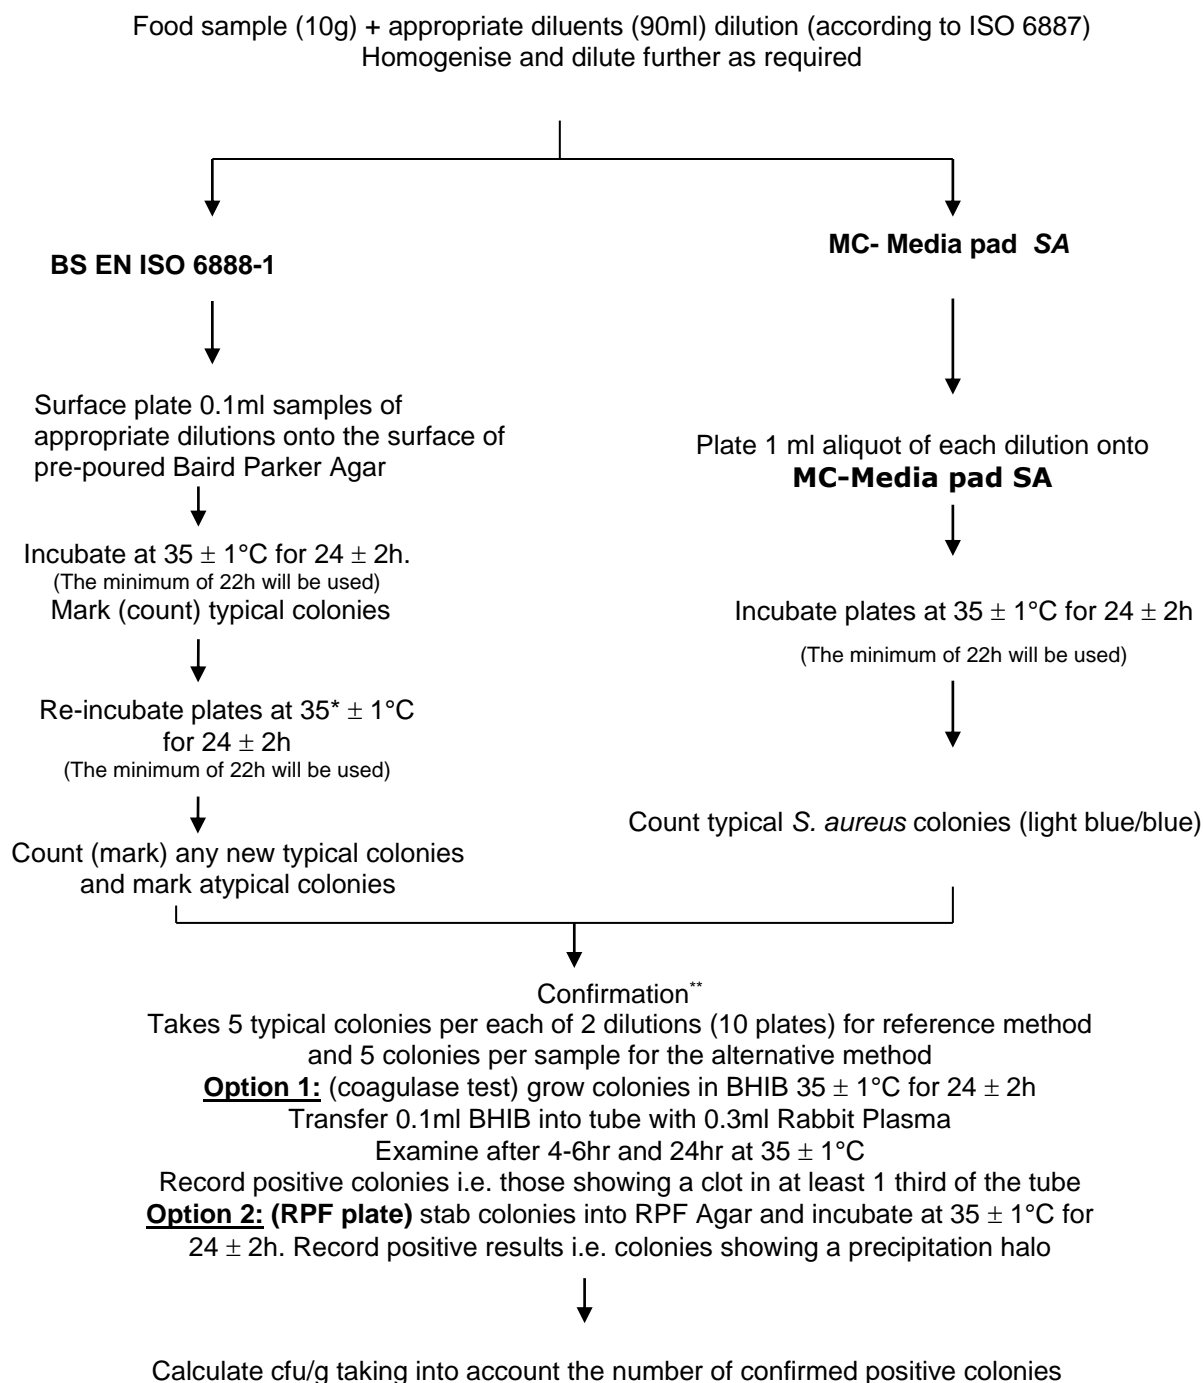 Food sample (10g) + appropriate diluents (90ml) dilution (according to ISO 6887)
Homogenise and dilute further as required
BS EN ISO 6888-1
Surface plate 0.1ml samples of
appropriate dilutions onto the surface of
pre-poured Baird Parker Agar
Incubate at 35 ± 1°C for 24 ± 2h.
(The minimum of 22h will be used)
Mark (count) typical colonies
Re-incubate plates at 35* ± 1°C
for 24 ± 2h
(The minimum of 22h will be used)
Count (mark) any new typical colonies
and mark atypical colonies
MC- Media pad SA
Plate 1 ml aliquot of each dilution onto
MC-Media pad SA
Incubate plates at 35 ± 1°C for 24 ± 2h
(The minimum of 22h will be used)
Count typical S. aureus colonies (light blue/blue)
Confirmation**
Takes 5 typical colonies per each of 2 dilutions (10 plates) for reference method
and 5 colonies per sample for the alternative method
Option 1: (coagulase test) grow colonies in BHIB 35 ± 1°C for 24 ± 2h
Transfer 0.1ml BHIB into tube with 0.3ml Rabbit Plasma
Examine after 4-6hr and 24hr at 35 ± 1°C
Record positive colonies i.e. those showing a clot in at least 1 third of the tube
Option 2: (RPF plate) stab colonies into RPF Agar and incubate at 35 ± 1°C for
24 ± 2h. Record positive results i.e. colonies showing a precipitation halo
Calculate cfu/g taking into account the number of confirmed positive colonies